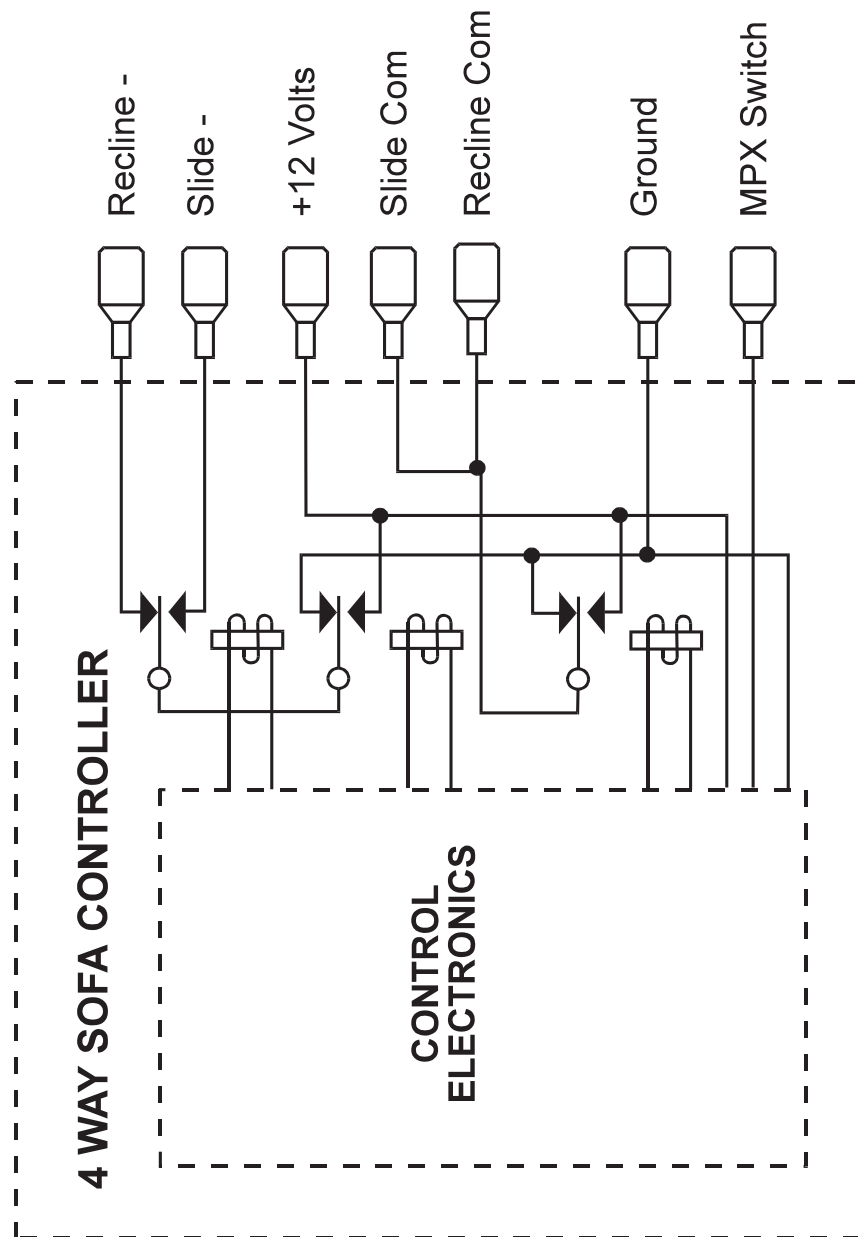 Recline -
Slide -
+12 Volts
Slide Com
Recline Com
Ground
MPX Switch
4 WAY SOFA CONTROLLER
CONTROL
ELECTRONICS